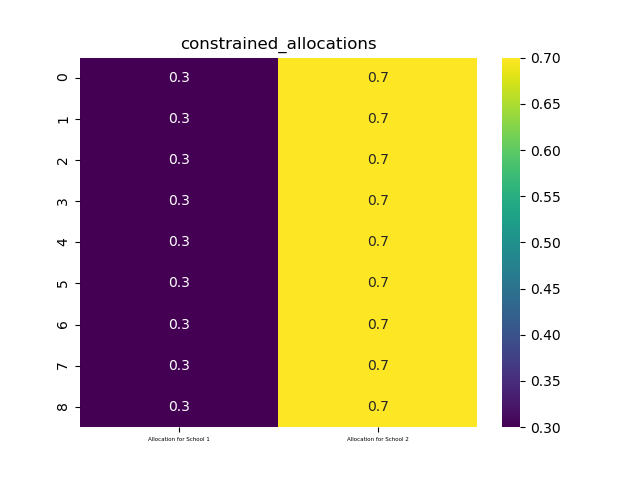 constrained_allocations
0 0.3 0.7
1 0.3 0.7
2 0.3 0.7
3 0.3 0.7
4 0.3 0.7
5 0.3 0.7
6 0.3 0.7
7 0.3 0.7
8 0.3 0.7
Allocation for School 1 Allocation for School 2
0.70
0.65
0.60
0.55
0.50
0.45
0.40
0.35
0.30